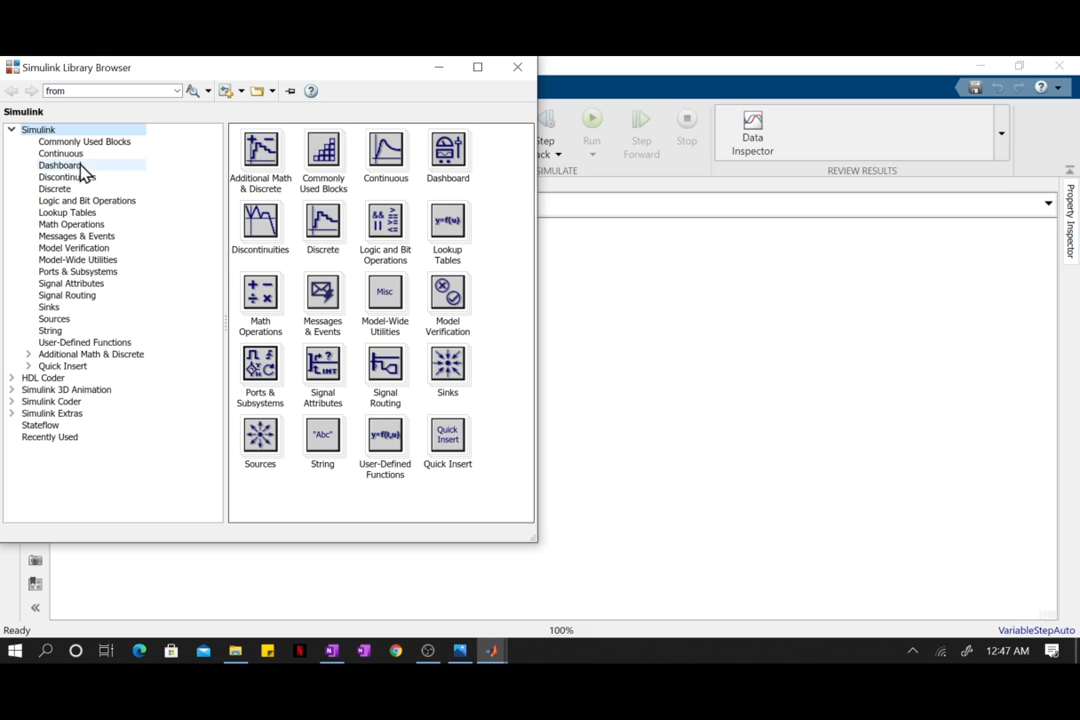 Simulink Library Browser
from
Simulink
Simulink
Commonly Used Blocks
Continuous
Dashboard
Discrete
Logic and Bit Operations
Lookup Tables
Math Operations
Messages & Events
Model Verification
Model-Wide Utilities
Ports & Subsystems
Signal Attributes
Signal Routing
Sinks
Sources
String
User-Defined Functions
Additional Math & Discrete
Quick Insert
HDL Coder
Simulink 3D Animation
Simulink Coder
Simulink Extras
Stateflow
Recently Used
Additional Math & Discrete
Commonly Used Blocks
Continuous
Dashboard
y=f(u)
Discontinuities
Discrete
Logic and Bit Operations
Lookup Tables
Misc
Math Operations
Messages & Events
Model-Wide Utilities
Model Verification
Ports & Subsystems
Signal Attributes
Signal Routing
Sinks
"Abc"
y=f(t,u)
Quick Insert
Sources
String
User-Defined Functions
Quick Insert
Run
Step Forward
Stop
Data Inspector
REVIEW RESULTS
Property Inspector
Ready
100%
VariableStepAuto
12:47 AM